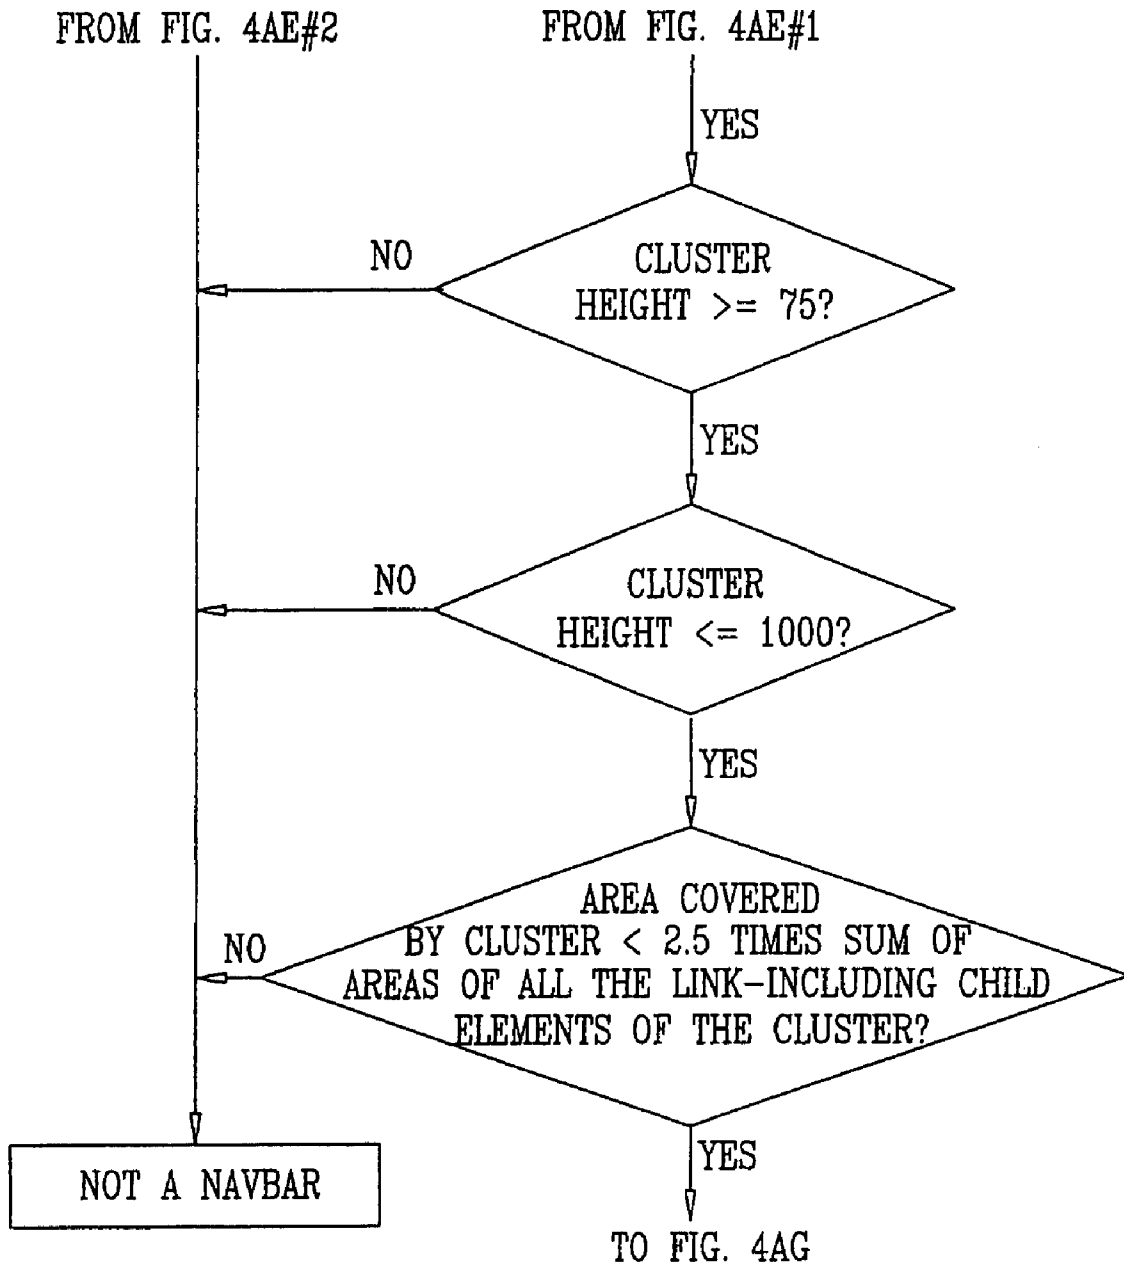 FROM FIG. 4AE#2
FROM FIG. 4AE#1
YES
NO
CLUSTER
HEIGHT >= 75?
YES
NO
CLUSTER
HEIGHT <= 1000?
YES
NO
AREA COVERED
BY CLUSTER < 2.5 TIMES SUM OF
AREAS OF ALL THE LINK-INCLUDING CHILD
ELEMENTS OF THE CLUSTER?
YES
NOT A NAVBAR
TO FIG. 4AG